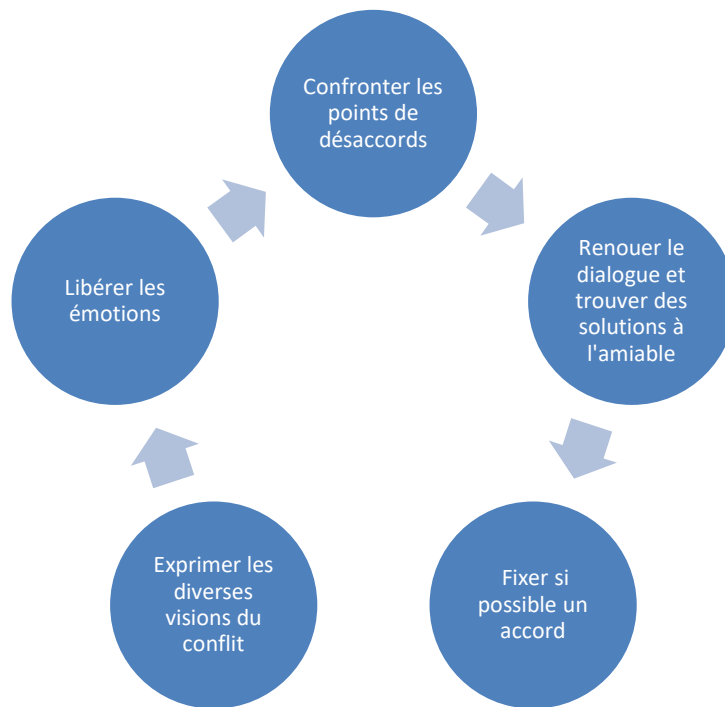 Confronter les
points de
désaccords
Renouer le
dialogue et
trouver des
solutions à
l'amiable
Libérer les
émotions
Exprimer les
diverses
visions du
conflit
Fixer si
possible un
accord